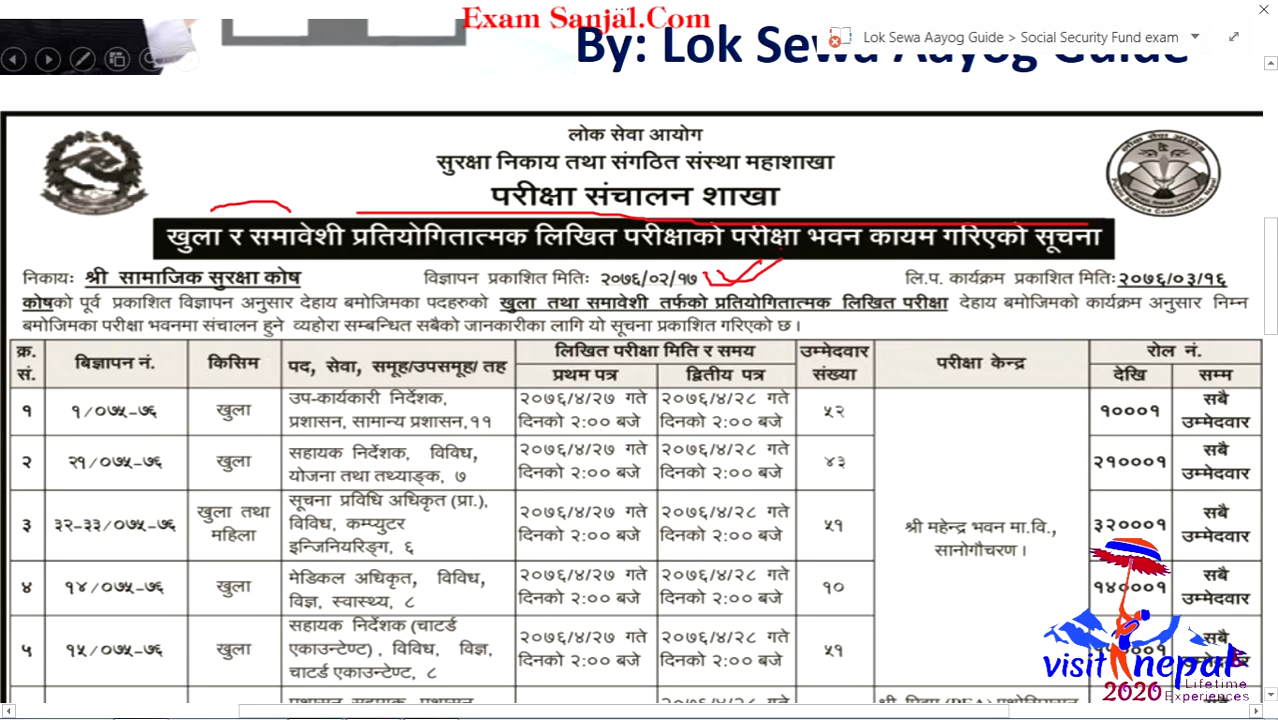 Exam Sanjal.Com
By: Lok Sewa Aayog Guide
Lok Sewa Aayog Guide > Social Security Fund exam
लोक सेवा आयोग
सुरक्षा निकाय तथा संगठित संस्था महाशाखा
परीक्षा संचालन शाखा
खुला र समावेशी प्रतियोगितात्मक लिखित परीक्षाको परीक्षा भवन कायम गरिएको सूचना
निकायः श्री सामाजिक सुरक्षा कोष विज्ञापन प्रकाशित मितिः २०७६/०२/१७ लि.प. कार्यक्रम प्रकाशित मितिः २०७६/०३/१६
कोषको पूर्व प्रकाशित विज्ञापन अनुसार देहाय बमोजिमका पदहरुको खुला तथा समावेशी तर्फको प्रतियोगितात्मक लिखित परीक्षा देहाय बमोजिमको कार्यक्रम अनुसार निम्न
बमोजिमका परीक्षा भवनमा संचालन हुने व्यहोरा सम्बन्धित सबैको जानकारीका लागि यो सूचना प्रकाशित गरिएको छ।
क्र. सं. बिज्ञापन नं. किसिम पद, सेवा, समूह/उपसमूह/ तह लिखित परीक्षा मिति र समय उम्मेदवार संख्या परीक्षा केन्द्र रोल नं.
प्रथम पत्र द्वितीय पत्र देखि सम्म
१ १/०७५-७६ खुला उप-कार्यकारी निर्देशक, २०७६/४/२७ गते २०७६/४/२८ गते ५२ १०००१ सबै
प्रशासन, सामान्य प्रशासन,११ दिनको २:०० बजे दिनको २:०० बजे उम्मेदवार
२ २१/०७५-७६ खुला सहायक निर्देशक, विविध, २०७६/४/२७ गते २०७६/४/२८ गते ४३ २१०००१ सबै
योजना तथा तथ्याङ्क, ७ दिनको २:०० बजे दिनको २:०० बजे उम्मेदवार
३ ३२-३३/०७५-७६ खुला तथा महिला सूचना प्रविधि अधिकृत (प्रा.), २०७६/४/२७ गते २०७६/४/२८ गते ५१ श्री महेन्द्र भवन मा.वि., ३२०००१ सबै
विविध, कम्प्युटर दिनको २:०० बजे दिनको २:०० बजे सानोगौचरण। उम्मेदवार
इन्जिनियरिङ्ग, ६
४ १४/०७५-७६ खुला मेडिकल अधिकृत, विविध, २०७६/४/२७ गते २०७६/४/२८ गते १० १४०००१ सबै
विज्ञ, स्वास्थ्य, ८ दिनको २:०० बजे दिनको २:०० बजे उम्मेदवार
५ १५/०७५-७६ खुला सहायक निर्देशक (चाटर्ड २०७६/४/२७ गते २०७६/४/२८ गते ५१ सबै
एकाउन्टेण्ट) , विविध, विज्ञ, दिनको २:०० बजे दिनको २:०० बजे
चाटर्ड एकाउन्टेण्ट, ८
२०७६/४/२८ गते
visit nepal
2020 Lifetime
Experiences